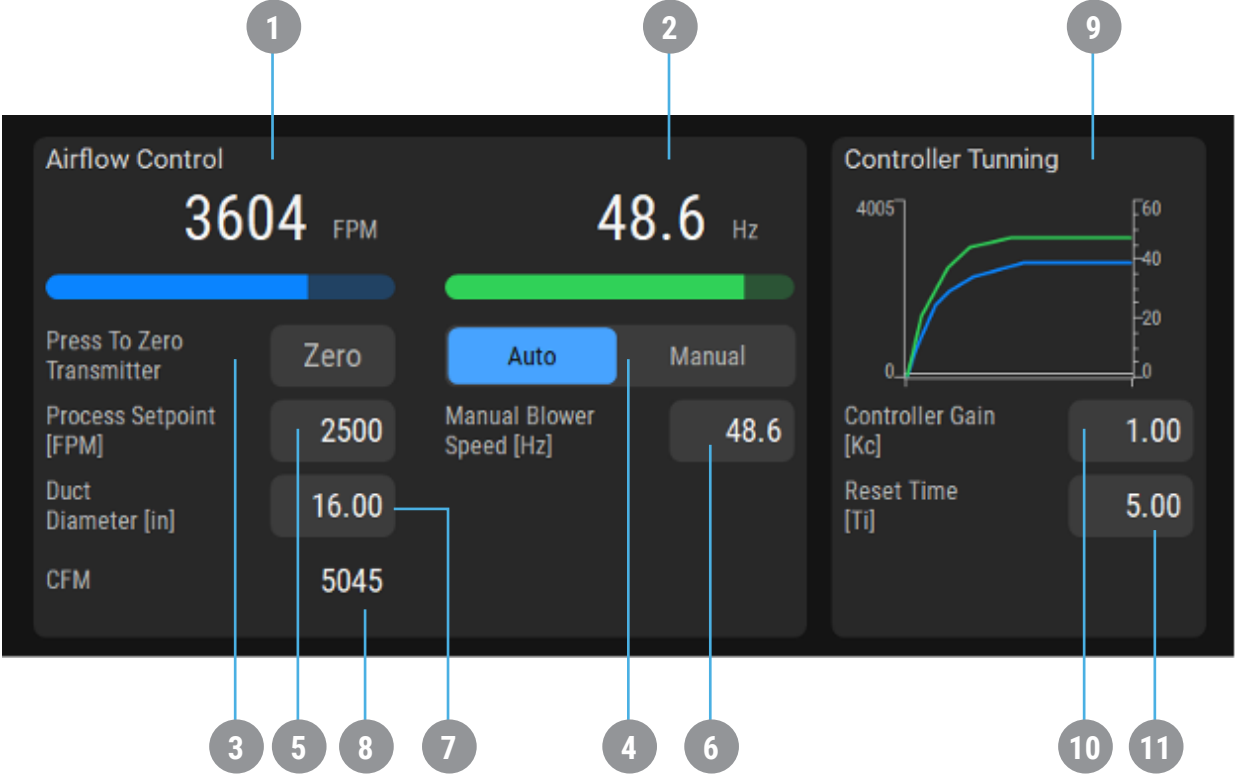 1
2
9
Airflow Control
3604 FPM
48.6 Hz
Press To Zero
Transmitter
Zero
Auto
Manual
Process Setpoint
[FPM]
2500
Manual Blower
Speed [Hz]
48.6
Duct
Diameter [in]
16.00
CFM
5045
Controller Tunning
4005
60
40
20
0
0
Controller Gain
[Kc]
1.00
Reset Time
[Ti]
5.00
3
5
8
7
4
6
10
11